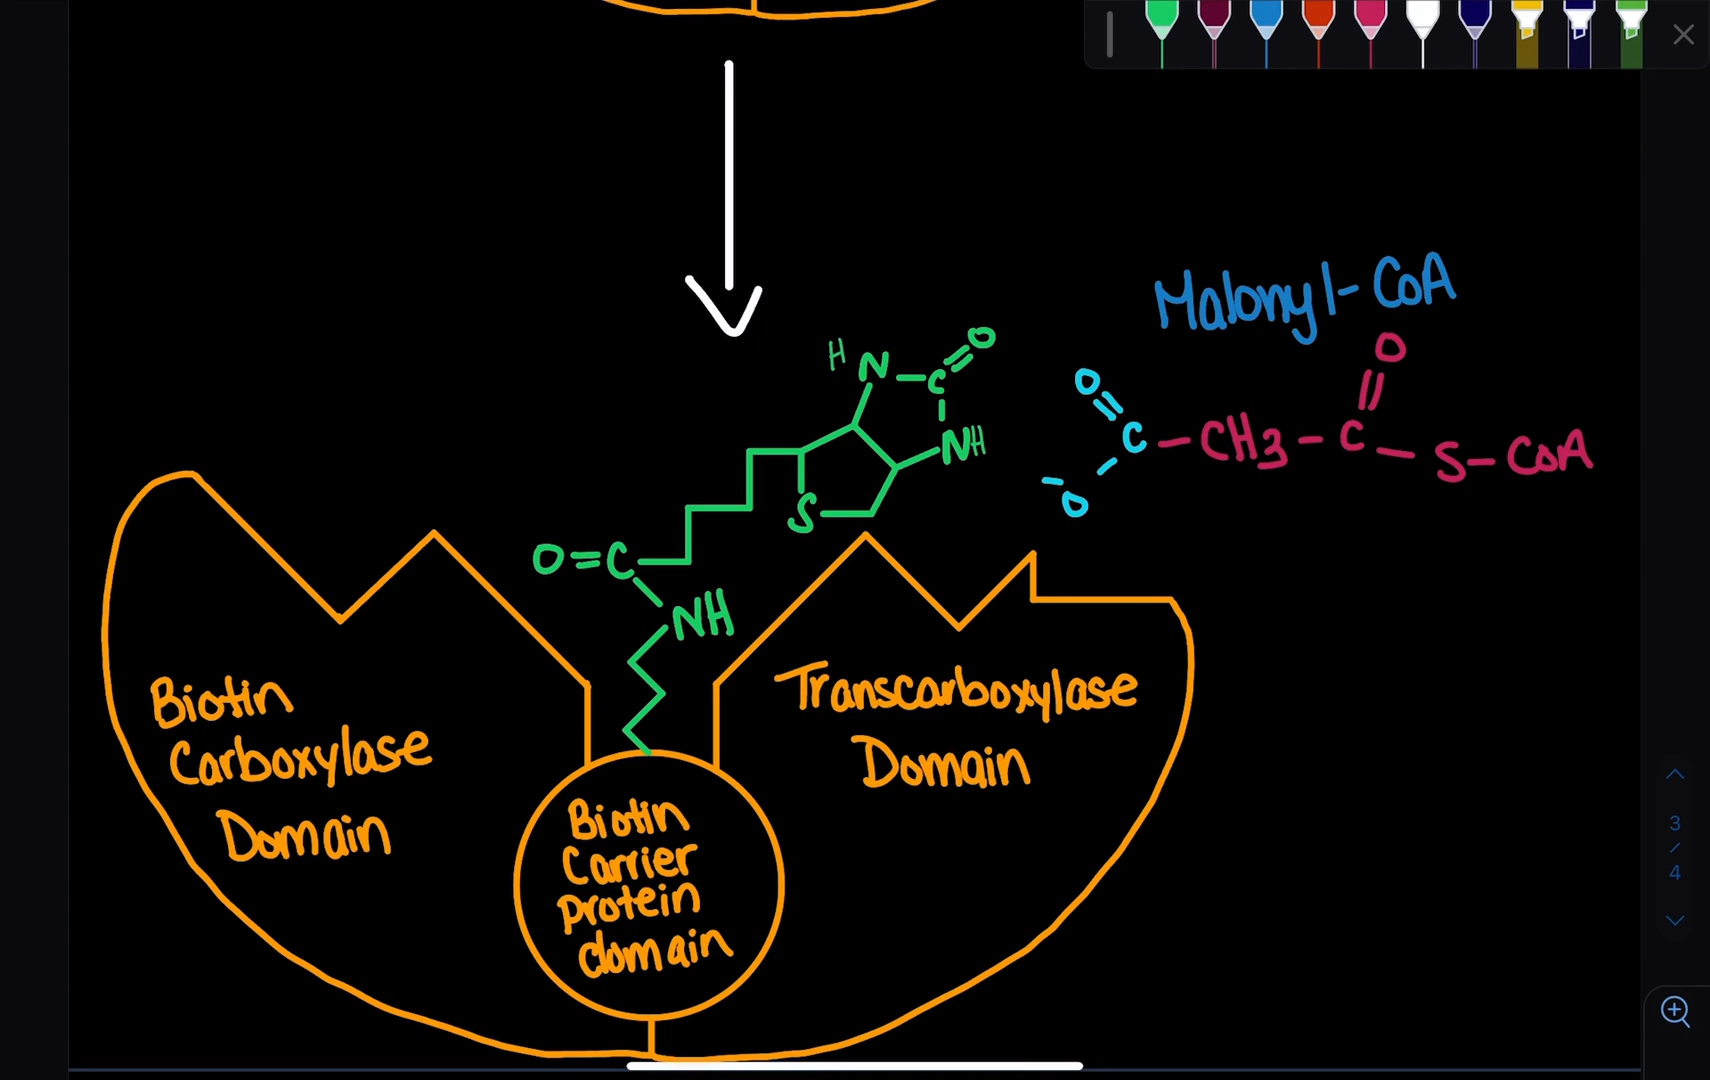 Malonyl-CoA
O
H N - C = O
NH
S
O = C
NH
O = C - CH3 - C - S - CoA
-O
Biotin
Carboxylase
Domain
Transcarboxylase
Domain
Biotin
Carrier
protein
domain
3
/
4